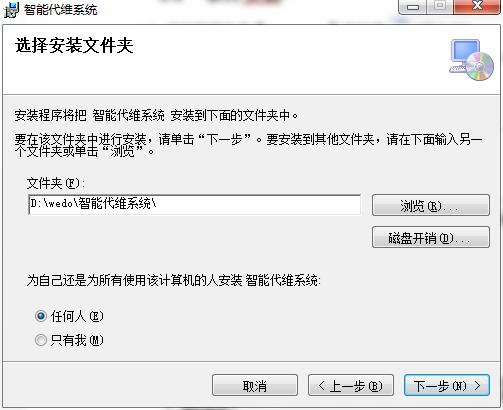 智能代维系统
选择安装文件夹
安装程序将把 智能代维系统 安装到下面的文件夹中。
要在该文件夹中进行安装，请单击“下一步”。要安装到其他文件夹，请在下面输入另一
个文件夹或单击“浏览”。
文件夹(F):
D:\wedo\智能代维系统\
浏览(R)...
磁盘开销(D)...
为自己还是为所有使用该计算机的人安装 智能代维系统:
任何人(E)
只有我(M)
取消
< 上一步(B)
下一步(N) >